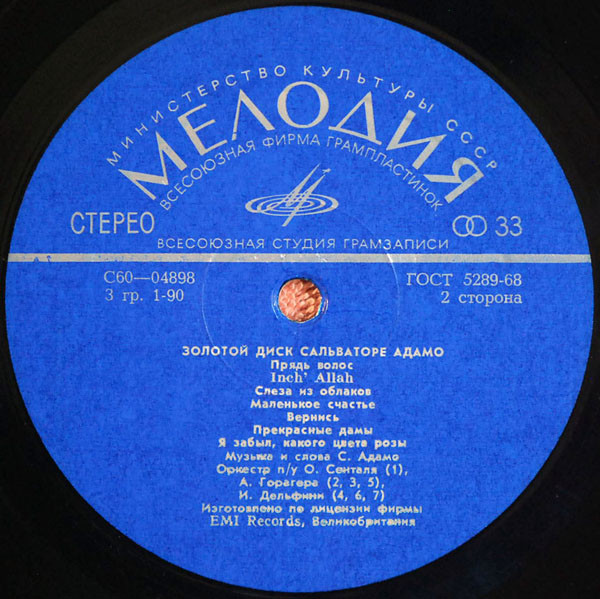 МИНИСТЕРСТВО КУЛЬТУРЫ СССР
МЕЛОДИЯ
ВСЕСОЮЗНАЯ ФИРМА ГРАМПЛАСТИНОК
СТЕРЕО
33
ВСЕСОЮЗНАЯ СТУДИЯ ГРАМЗАПИСИ
С60—04898
ГОСТ 5289-68
3 гр. 1-90
2 сторона
ЗОЛОТОЙ ДИСК САЛЬВАТОРЕ АДАМО
Прядь волос
Inch' Allah
Слеза из облаков
Маленькое счастье
Вернись
Прекрасные дамы
Я забыл, какого цвета розы
Музыка и слова С. Адамо
Оркестр п/у О. Сенталя (1),
А. Горагера (2, 3, 5),
И. Дельфини (4, 6, 7)
Изготовлено по лицензии фирмы
EMI Records, Великобритания